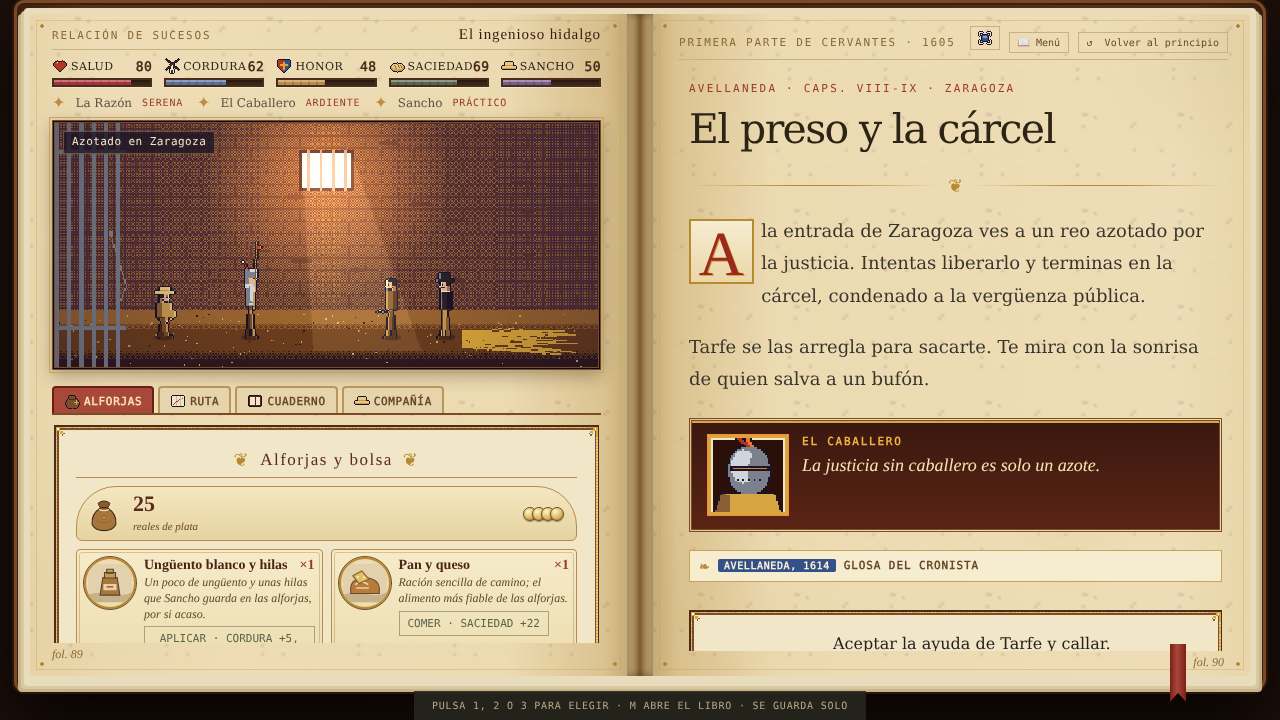 RELACIÓN DE SUCESOS
El ingenioso hidalgo
SALUD 80
CORDURA 62
HONOR 48
SACIEDAD 69
SANCHO 50
La Razón SERENA
El Caballero ARDIENTE
Sancho PRÁCTICO
Azotado en Zaragoza
ALFORJAS
RUTA
CUADERNO
COMPAÑÍA
Alforjas y bolsa
25
reales de plata
Ungüento blanco y hilas ×1
Un poco de ungüento y unas hilas
que Sancho guarda en las alforjas,
por si acaso.
APLICAR · CORDURA +5,
Pan y queso ×1
Ración sencilla de camino; el
alimento más fiable de las alforjas.
COMER · SACIEDAD +22
fol. 89
PRIMERA PARTE DE CERVANTES · 1605
Menú
↺ Volver al principio
AVELLANEDA · CAPS. VIII-IX · ZARAGOZA
El preso y la cárcel
A la entrada de Zaragoza ves a un reo azotado por
la justicia. Intentas liberarlo y terminas en la
cárcel, condenado a la vergüenza pública.
Tarfe se las arregla para sacarte. Te mira con la sonrisa
de quien salva a un bufón.
EL CABALLERO
La justicia sin caballero es solo un azote.
AVELLANEDA, 1614 GLOSA DEL CRONISTA
Aceptar la ayuda de Tarfe y callar.
fol. 90
PULSA 1, 2 O 3 PARA ELEGIR · M ABRE EL LIBRO · SE GUARDA SOLO